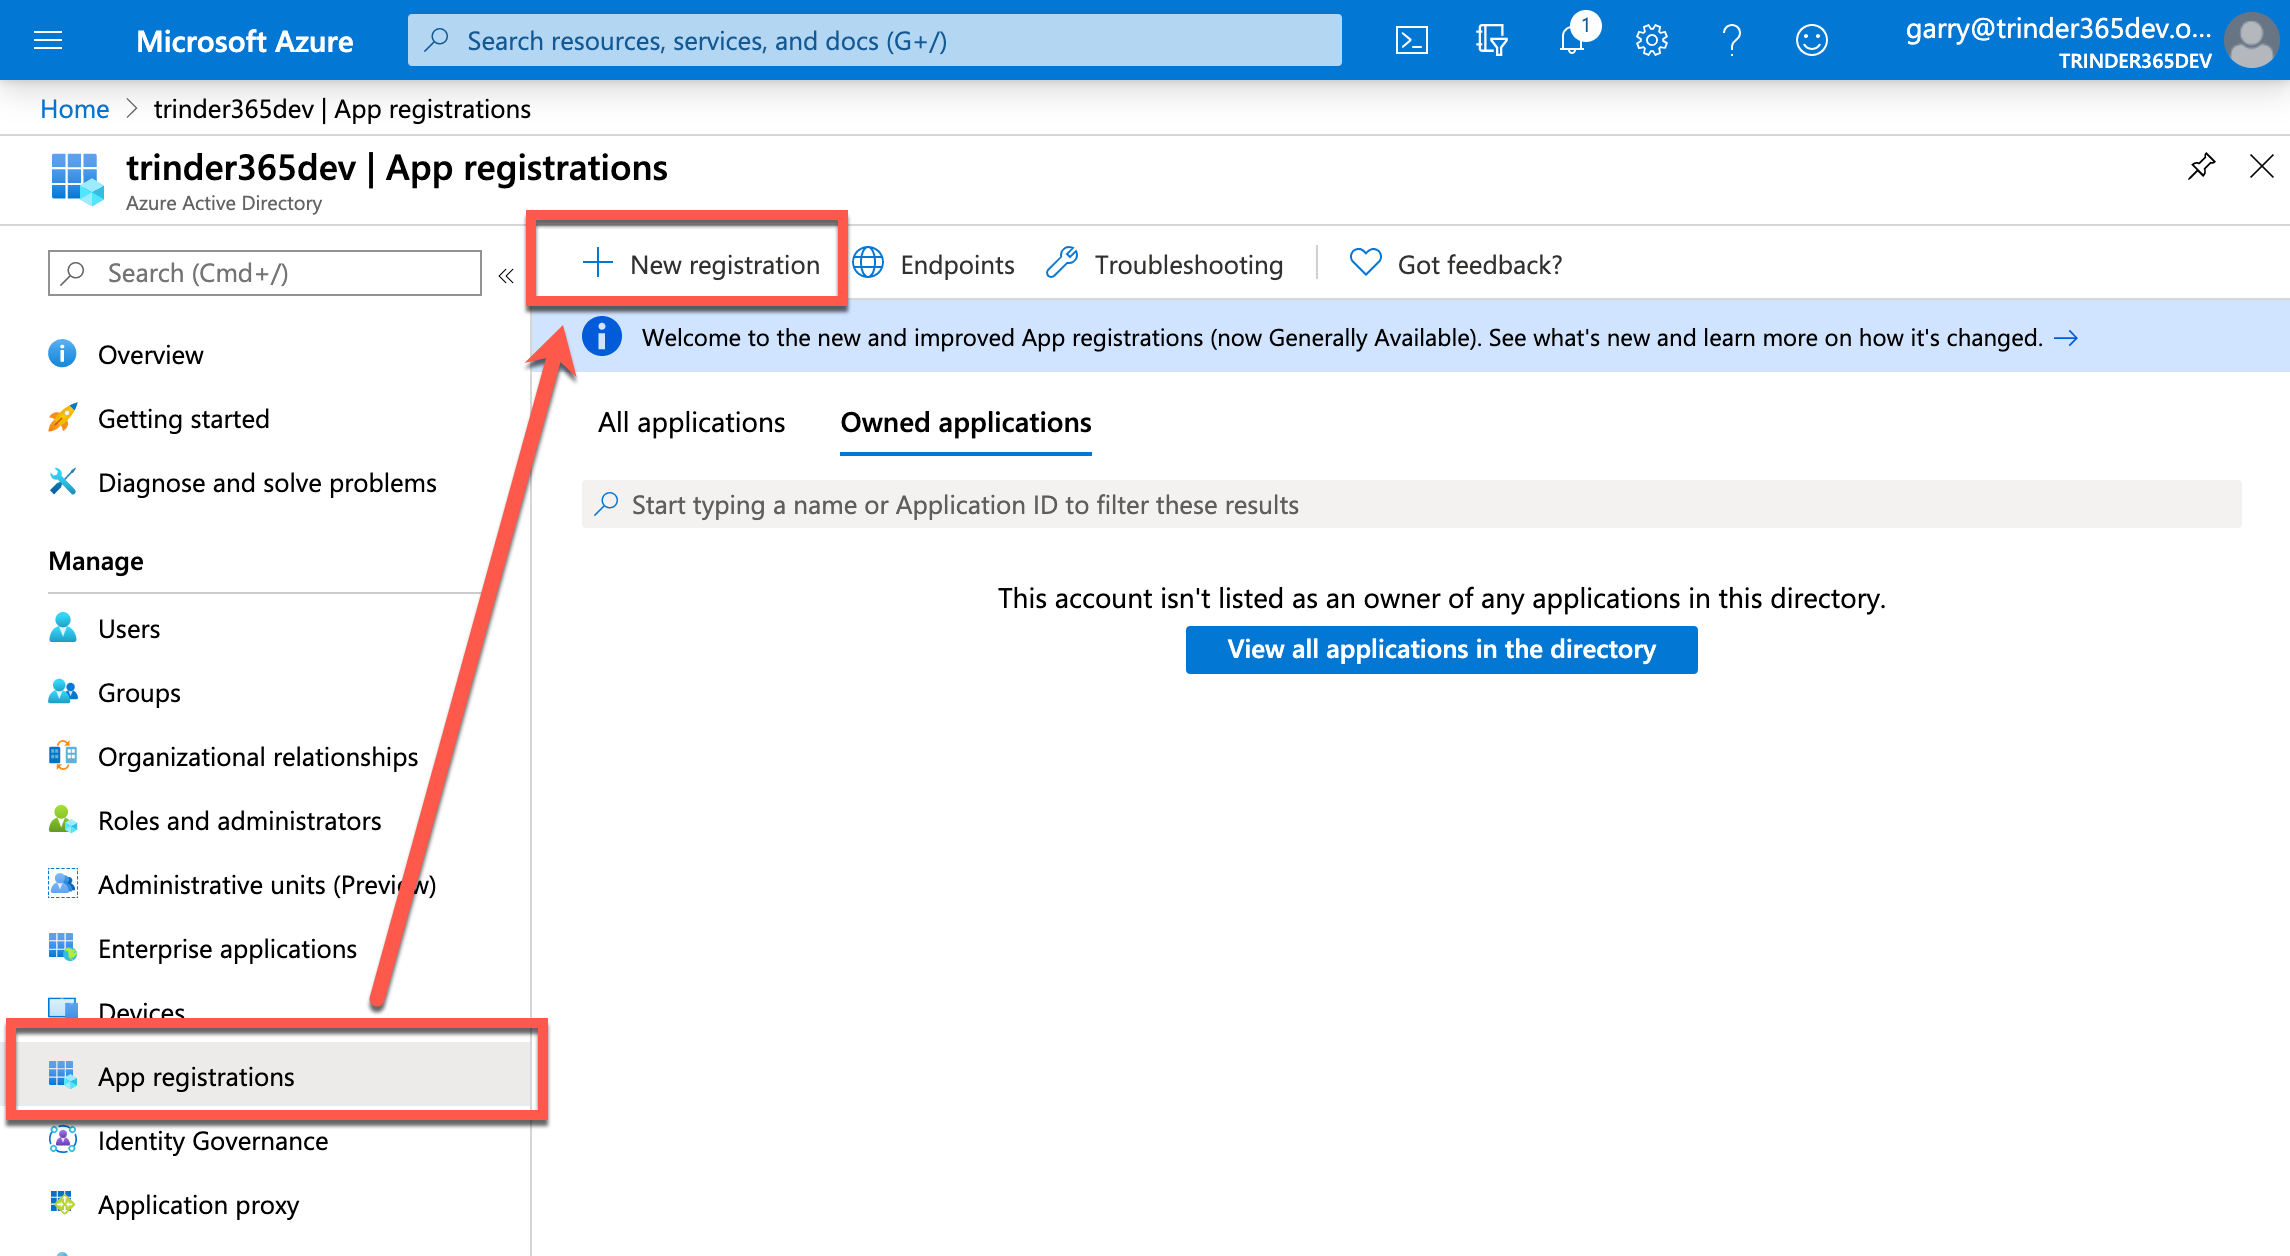 Microsoft Azure
Search resources, services, and docs (G+/)
1
garry@trinder365dev.o...
TRINDER365DEV
Home > trinder365dev | App registrations
trinder365dev | App registrations
Azure Active Directory
Search (Cmd+/)
«
New registration
Endpoints
Troubleshooting
Got feedback?
Welcome to the new and improved App registrations (now Generally Available). See what's new and learn more on how it's changed. →
Overview
Getting started
Diagnose and solve problems
Manage
Users
Groups
Organizational relationships
Roles and administrators
Administrative units (Preview)
Enterprise applications
Devices
App registrations
Identity Governance
Application proxy
All applications
Owned applications
Start typing a name or Application ID to filter these results
This account isn't listed as an owner of any applications in this directory.
View all applications in the directory